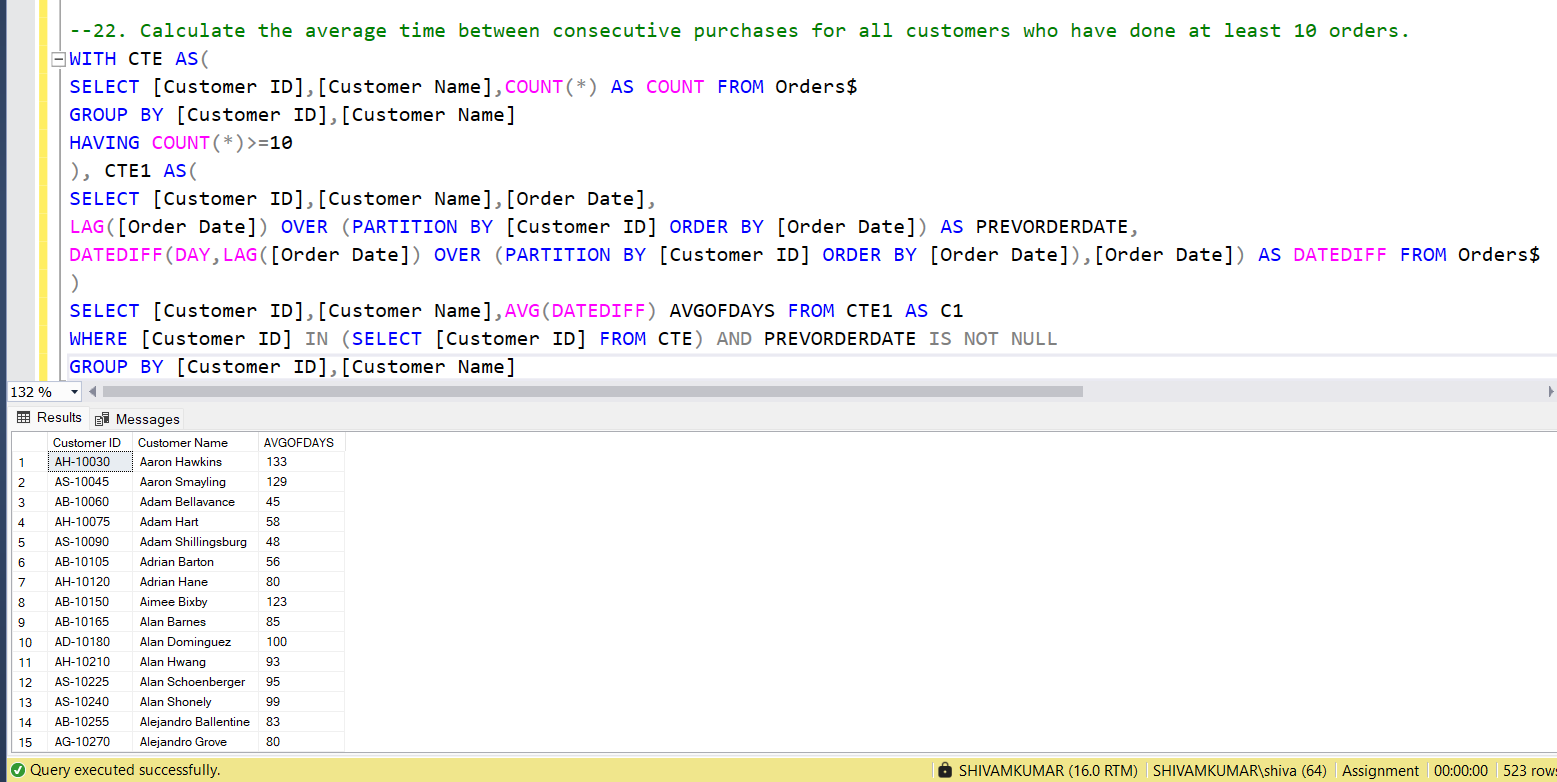 --22. Calculate the average time between consecutive purchases for all customers who have done at least 10 orders.
WITH CTE AS(
SELECT [Customer ID],[Customer Name],COUNT(*) AS COUNT FROM Orders$
GROUP BY [Customer ID],[Customer Name]
HAVING COUNT(*)>=10
), CTE1 AS(
SELECT [Customer ID],[Customer Name],[Order Date],
LAG([Order Date]) OVER (PARTITION BY [Customer ID] ORDER BY [Order Date]) AS PREVORDERDATE,
DATEDIFF(DAY,LAG([Order Date]) OVER (PARTITION BY [Customer ID] ORDER BY [Order Date]),[Order Date]) AS DATEDIFF FROM Orders$
)
SELECT [Customer ID],[Customer Name],AVG(DATEDIFF) AVGOFDAYS FROM CTE1 AS C1
WHERE [Customer ID] IN (SELECT [Customer ID] FROM CTE) AND PREVORDERDATE IS NOT NULL
GROUP BY [Customer ID],[Customer Name]
132 %
Results Messages
Customer ID Customer Name AVGOFDAYS
1 AH-10030 Aaron Hawkins 133
2 AS-10045 Aaron Smayling 129
3 AB-10060 Adam Bellavance 45
4 AH-10075 Adam Hart 58
5 AS-10090 Adam Shillingsburg 48
6 AB-10105 Adrian Barton 56
7 AH-10120 Adrian Hane 80
8 AB-10150 Aimee Bixby 123
9 AB-10165 Alan Barnes 85
10 AD-10180 Alan Dominguez 100
11 AH-10210 Alan Hwang 93
12 AS-10225 Alan Schoenberger 95
13 AS-10240 Alan Shonely 99
14 AB-10255 Alejandro Ballentine 83
15 AG-10270 Alejandro Grove 80
Query executed successfully. SHIVAMKUMAR (16.0 RTM) SHIVAMKUMAR\shiva (64) Assignment 00:00:00 523 rows